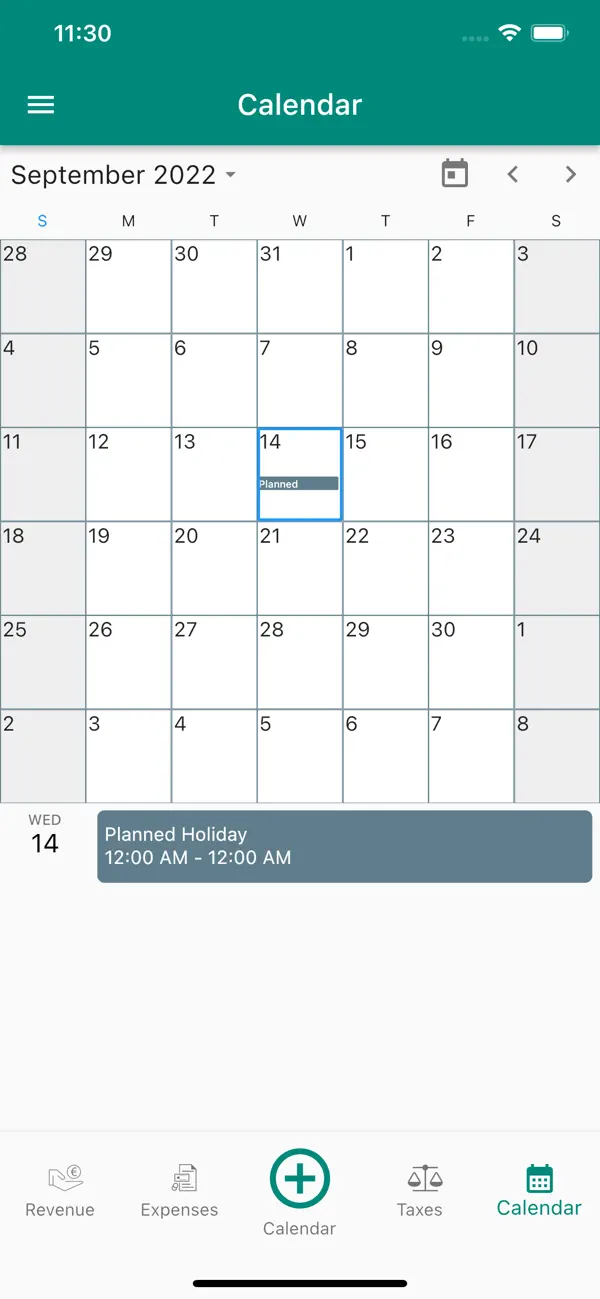 11:30
Calendar
September 2022
S M T W T F S
28 29 30 31 1 2 3
4 5 6 7 8 9 10
11 12 13 14 15 16 17
Planned
18 19 20 21 22 23 24
25 26 27 28 29 30 1
2 3 4 5 6 7 8
WED
14
Planned Holiday
12:00 AM - 12:00 AM
€
Revenue
Expenses
Calendar
Taxes
Calendar